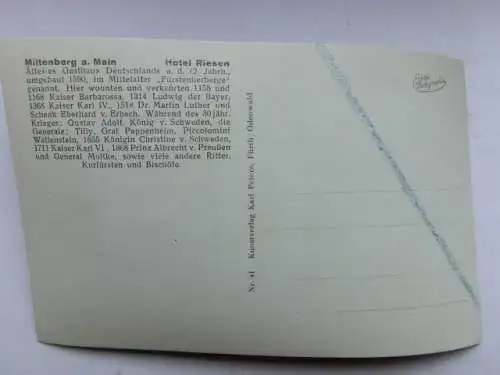 Miltenberg a. Main Hotel Riesen
Ältestes Gasthaus Deutschlands a. d. 12. Jahrh.,
umgebaut 1590, im Mittelalter „Fürstenherberge"
genannt. Hier wohnten und verkehrten 1158 und
1168 Kaiser Barbarossa, 1314 Ludwig der Bayer,
1368 Kaiser Karl IV., 1518 Dr. Martin Luther und
Schenk Eberhard v. Erbach. Während des 30jähr.
Krieges: Gustav Adolf, König v. Schweden, die
Generale: Tilly, Graf Pappenheim, Piccolomini
Wallenstein, 1635 Königin Christine v. Schweden,
1711 Kaiser Karl VI., 1868 Prinz Albrecht v. Preußen
und General Moltke, sowie viele andere Ritter,
Kurfürsten und Bischöfe.
Nr. 41 Kunstverlag Karl Peters, Fürth, Odenwald